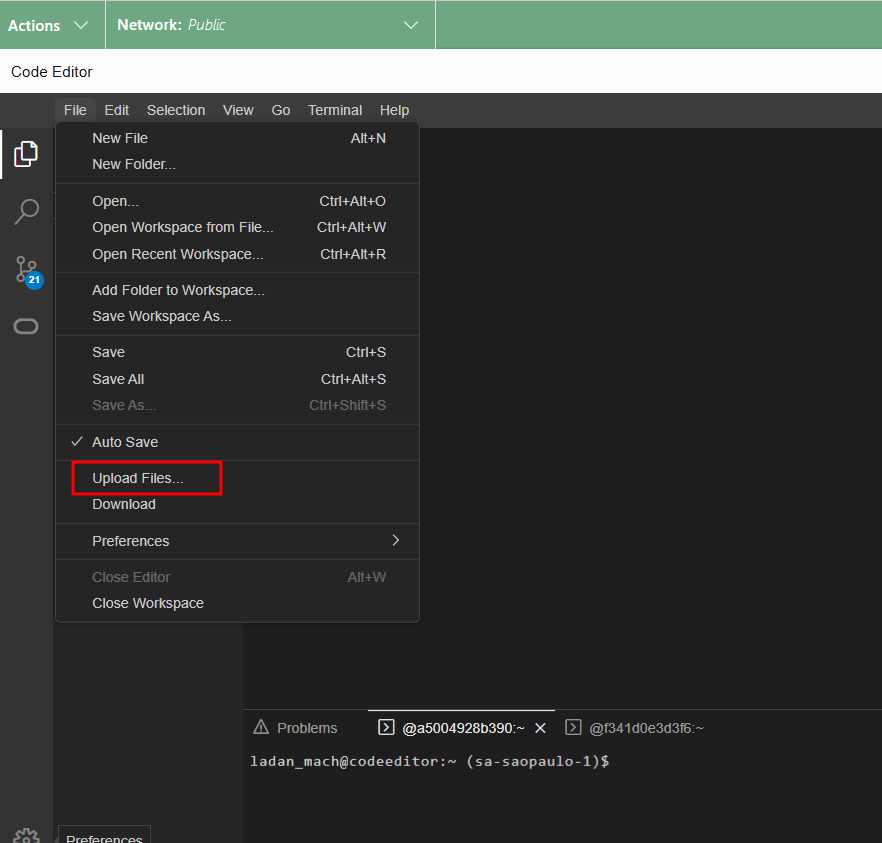 Actions Network: Public
Code Editor
File Edit Selection View Go Terminal Help
New File Alt+N
New Folder...
Open... Ctrl+Alt+O
Open Workspace from File... Ctrl+Alt+W
Open Recent Workspace... Ctrl+Alt+R
21
Add Folder to Workspace...
Save Workspace As...
Save Ctrl+S
Save All Ctrl+Alt+S
Save As... Ctrl+Shift+S
Auto Save
Upload Files...
Download
Preferences
Close Editor Alt+W
Close Workspace
Problems @a5004928b390:~ @f341d0e3d3f6:~
ladan_mach@codeeditor:~ (sa-saopaulo-1)$
Preferences